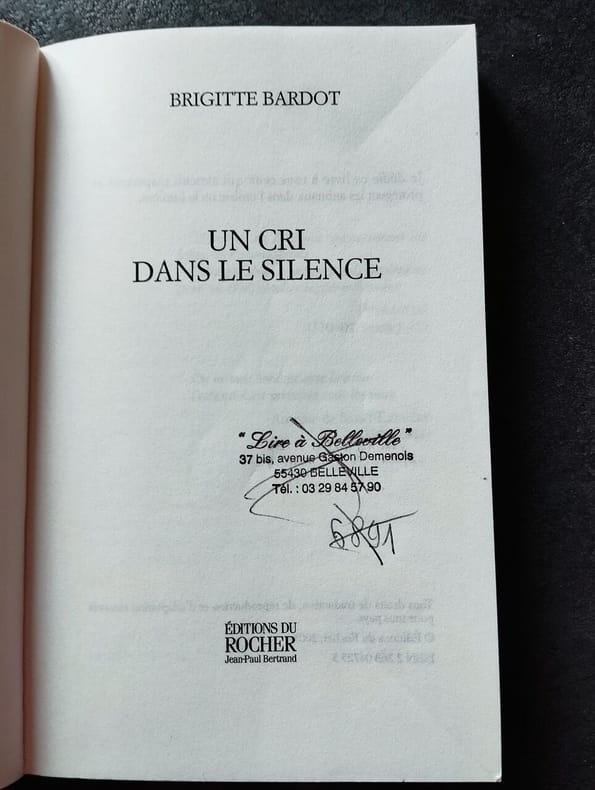 BRIGITTE BARDOT
UN CRI
DANS LE SILENCE
"Lire à Belleville"
37 bis, avenue Gaston Demenois
55430 BELLEVILLE
Tél. : 03 29 84 57 90
6891
ÉDITIONS DU
ROCHER
Jean-Paul Bertrand